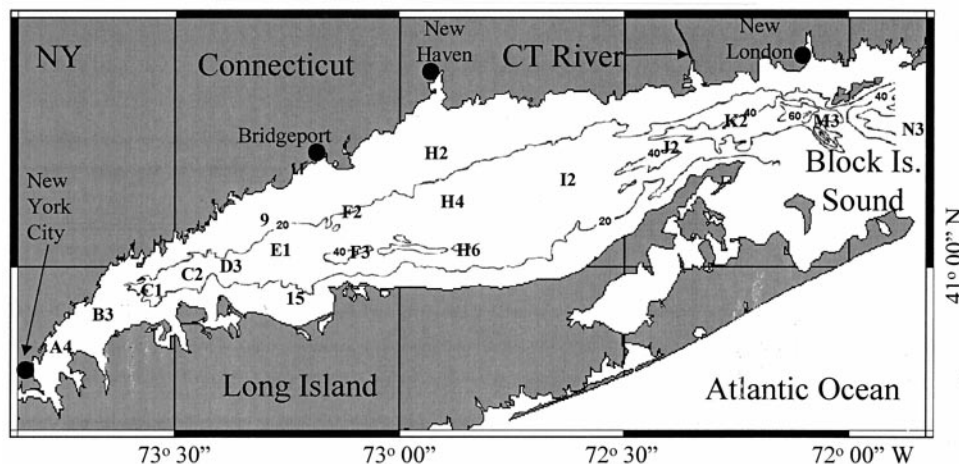 NY
Connecticut
New
Haven
CT River
New
London
Bridgeport
New
York
City
Long Island
Block Is.
Sound
Atlantic Ocean
A4
B3
C1
C2
D3
E1
9
20
15
F2
40
F3
H2
H4
H6
I2
20
40
J2
K2
40
60
M3
40
N3
41° 00" N
73° 30"
73° 00"
72° 30"
72° 00" W